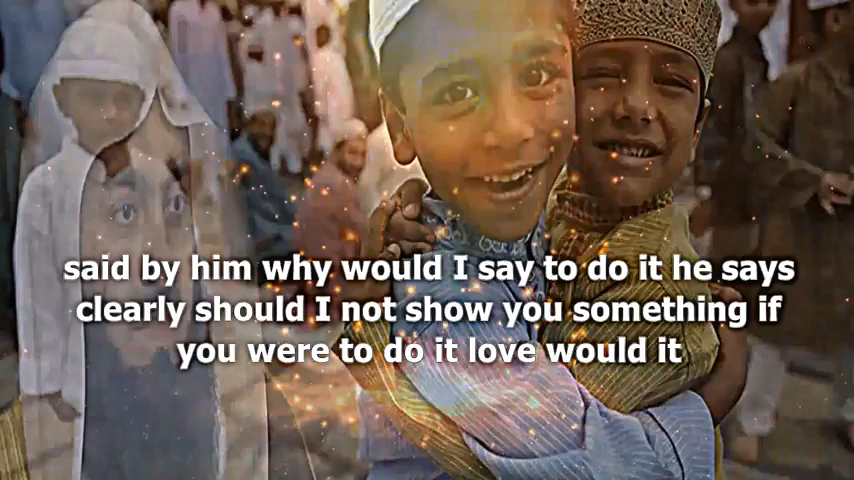 said by him why would I say to do it he says
clearly should I not show you something if
you were to do it love would it